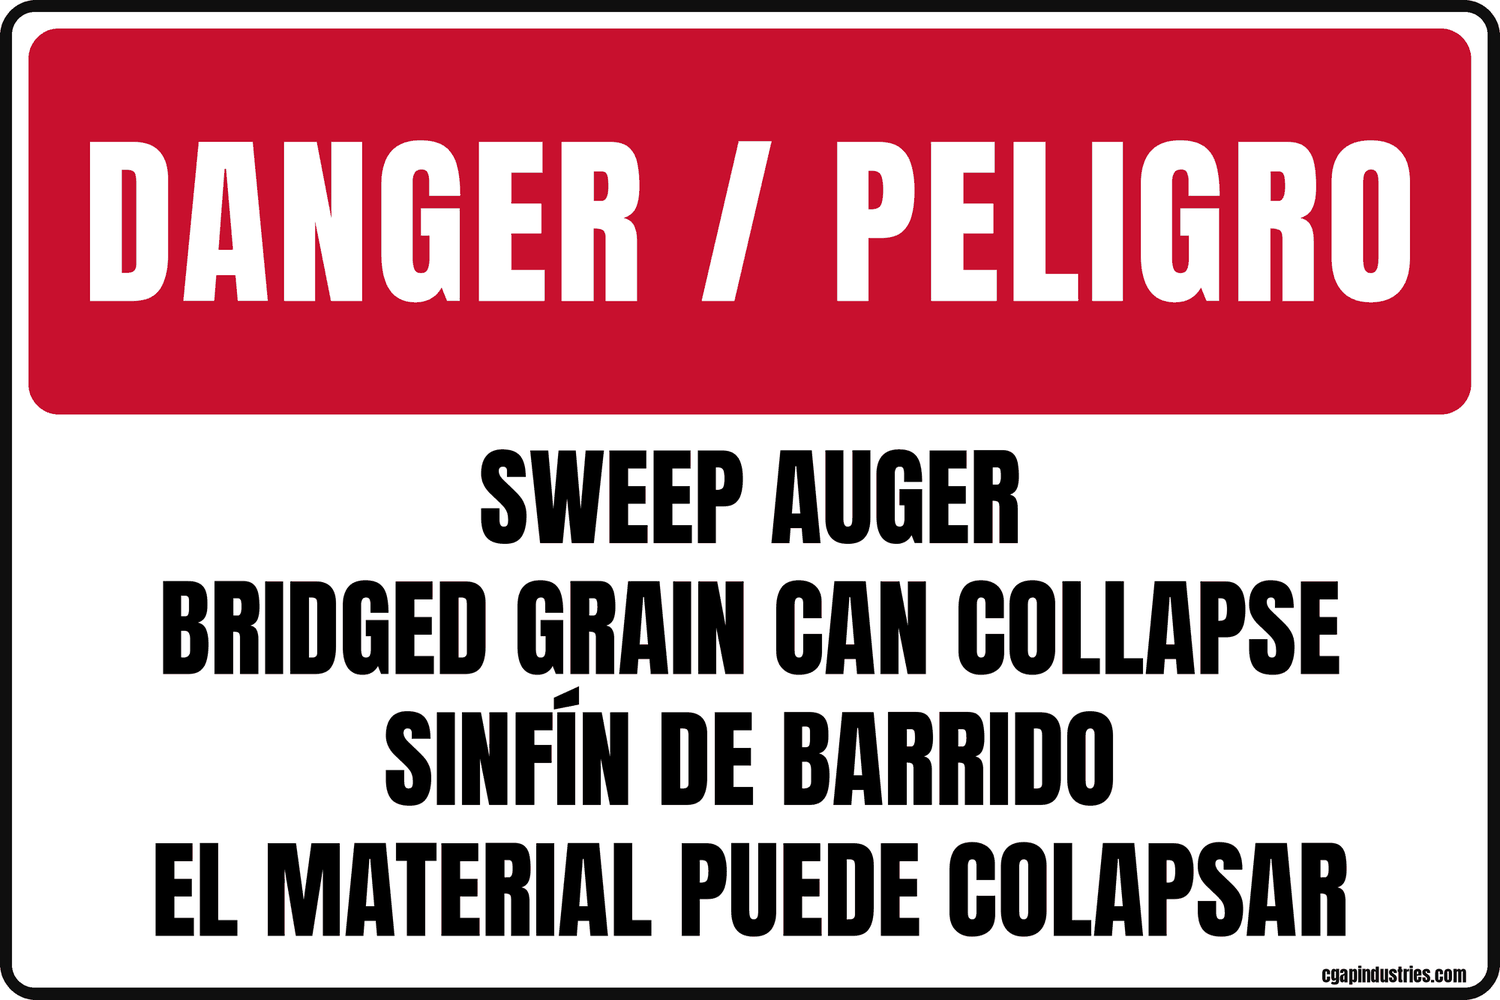 DANGER / PELIGRO
SWEEP AUGER
BRIDGED GRAIN CAN COLLAPSE
SINFÍN DE BARRIDO
EL MATERIAL PUEDE COLAPSAR
cgapindustries.com